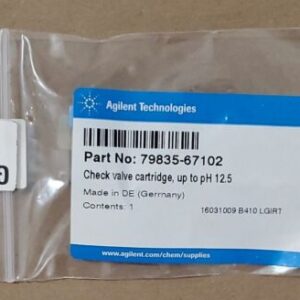 Agilent Technologies
Part No: 79835-67102
Check valve cartridge, up to pH 12.5
Made in DE (Germany)
Contents: 1
16031009 B410 LGIRT
www.agilent.com/chem/supplies